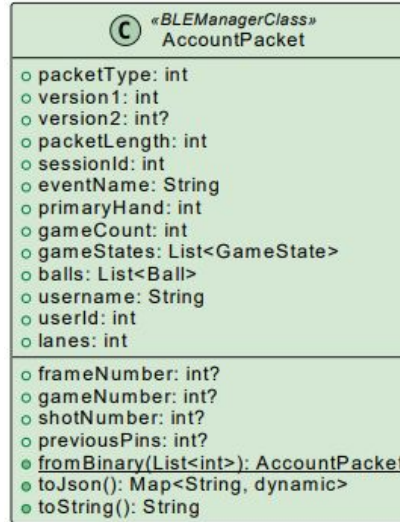 C
«BLEManagerClass»
AccountPacket
packetType: int
version1: int
version2: int?
packetLength: int
sessionId: int
eventName: String
primaryHand: int
gameCount: int
gameStates: List<GameState>
balls: List<Ball>
username: String
userId: int
lanes: int
frameNumber: int?
gameNumber: int?
shotNumber: int?
previousPins: int?
fromBinary(List<int>): AccountPacket
toJson(): Map<String, dynamic>
toString(): String